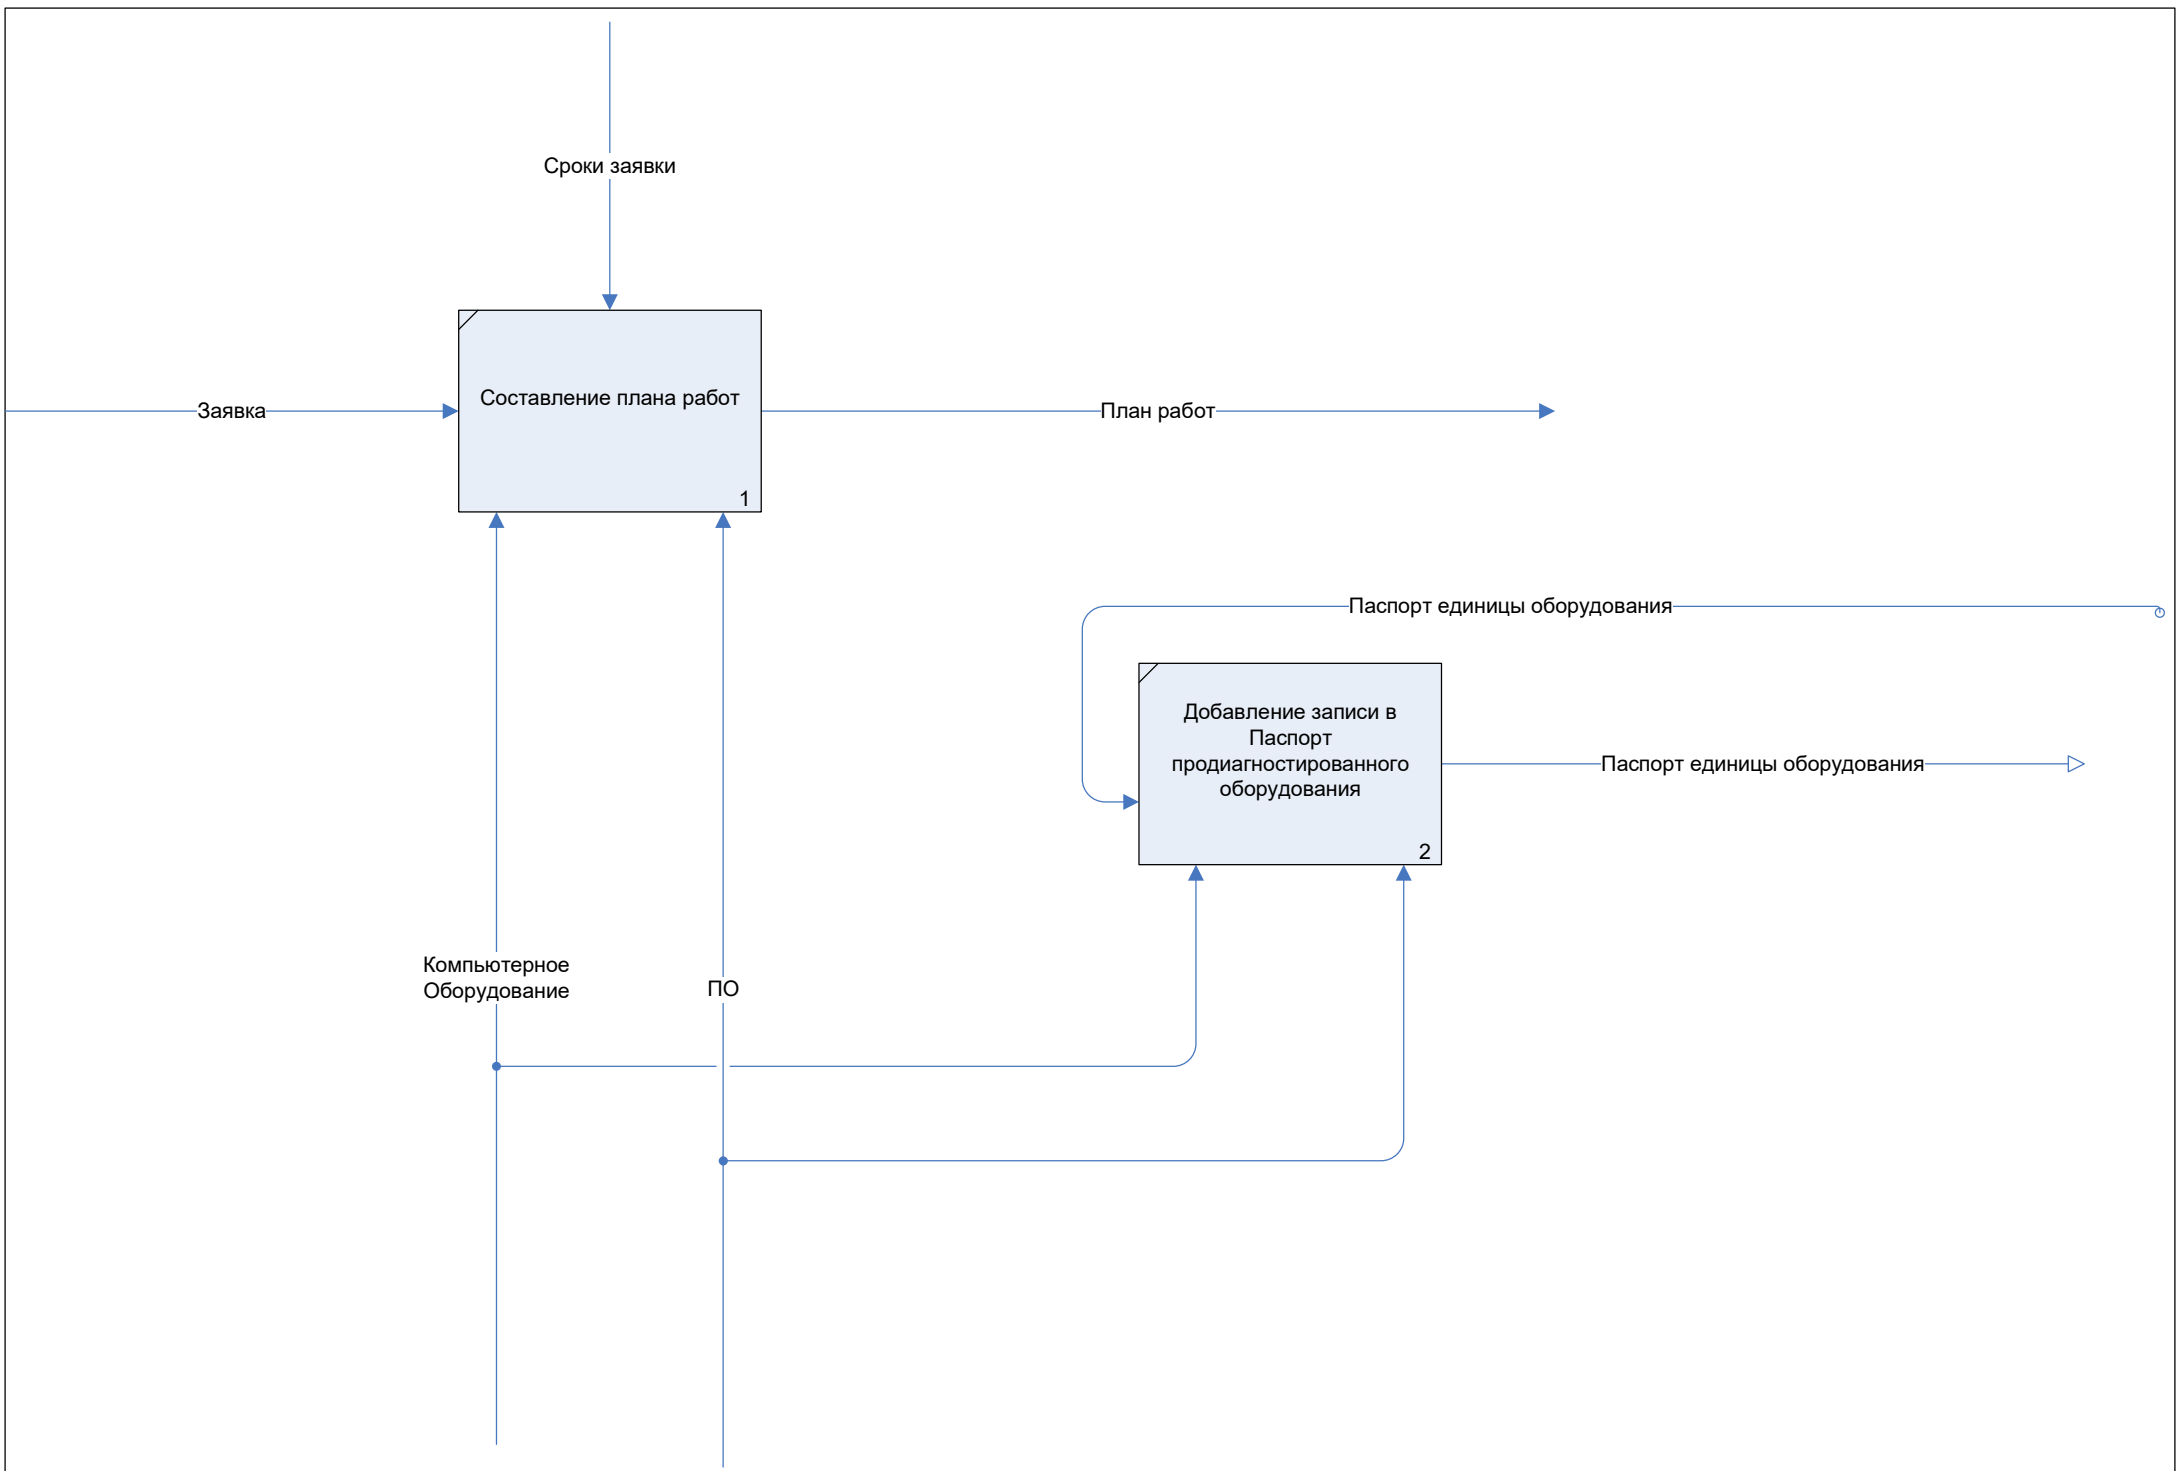 Сроки заявки
Заявка
Составление плана работ
1
План работ
Паспорт единицы оборудования
Добавление записи в
Паспорт
продиагностированного
оборудования
2
Паспорт единицы оборудования
Компьютерное
Оборудование
ПО